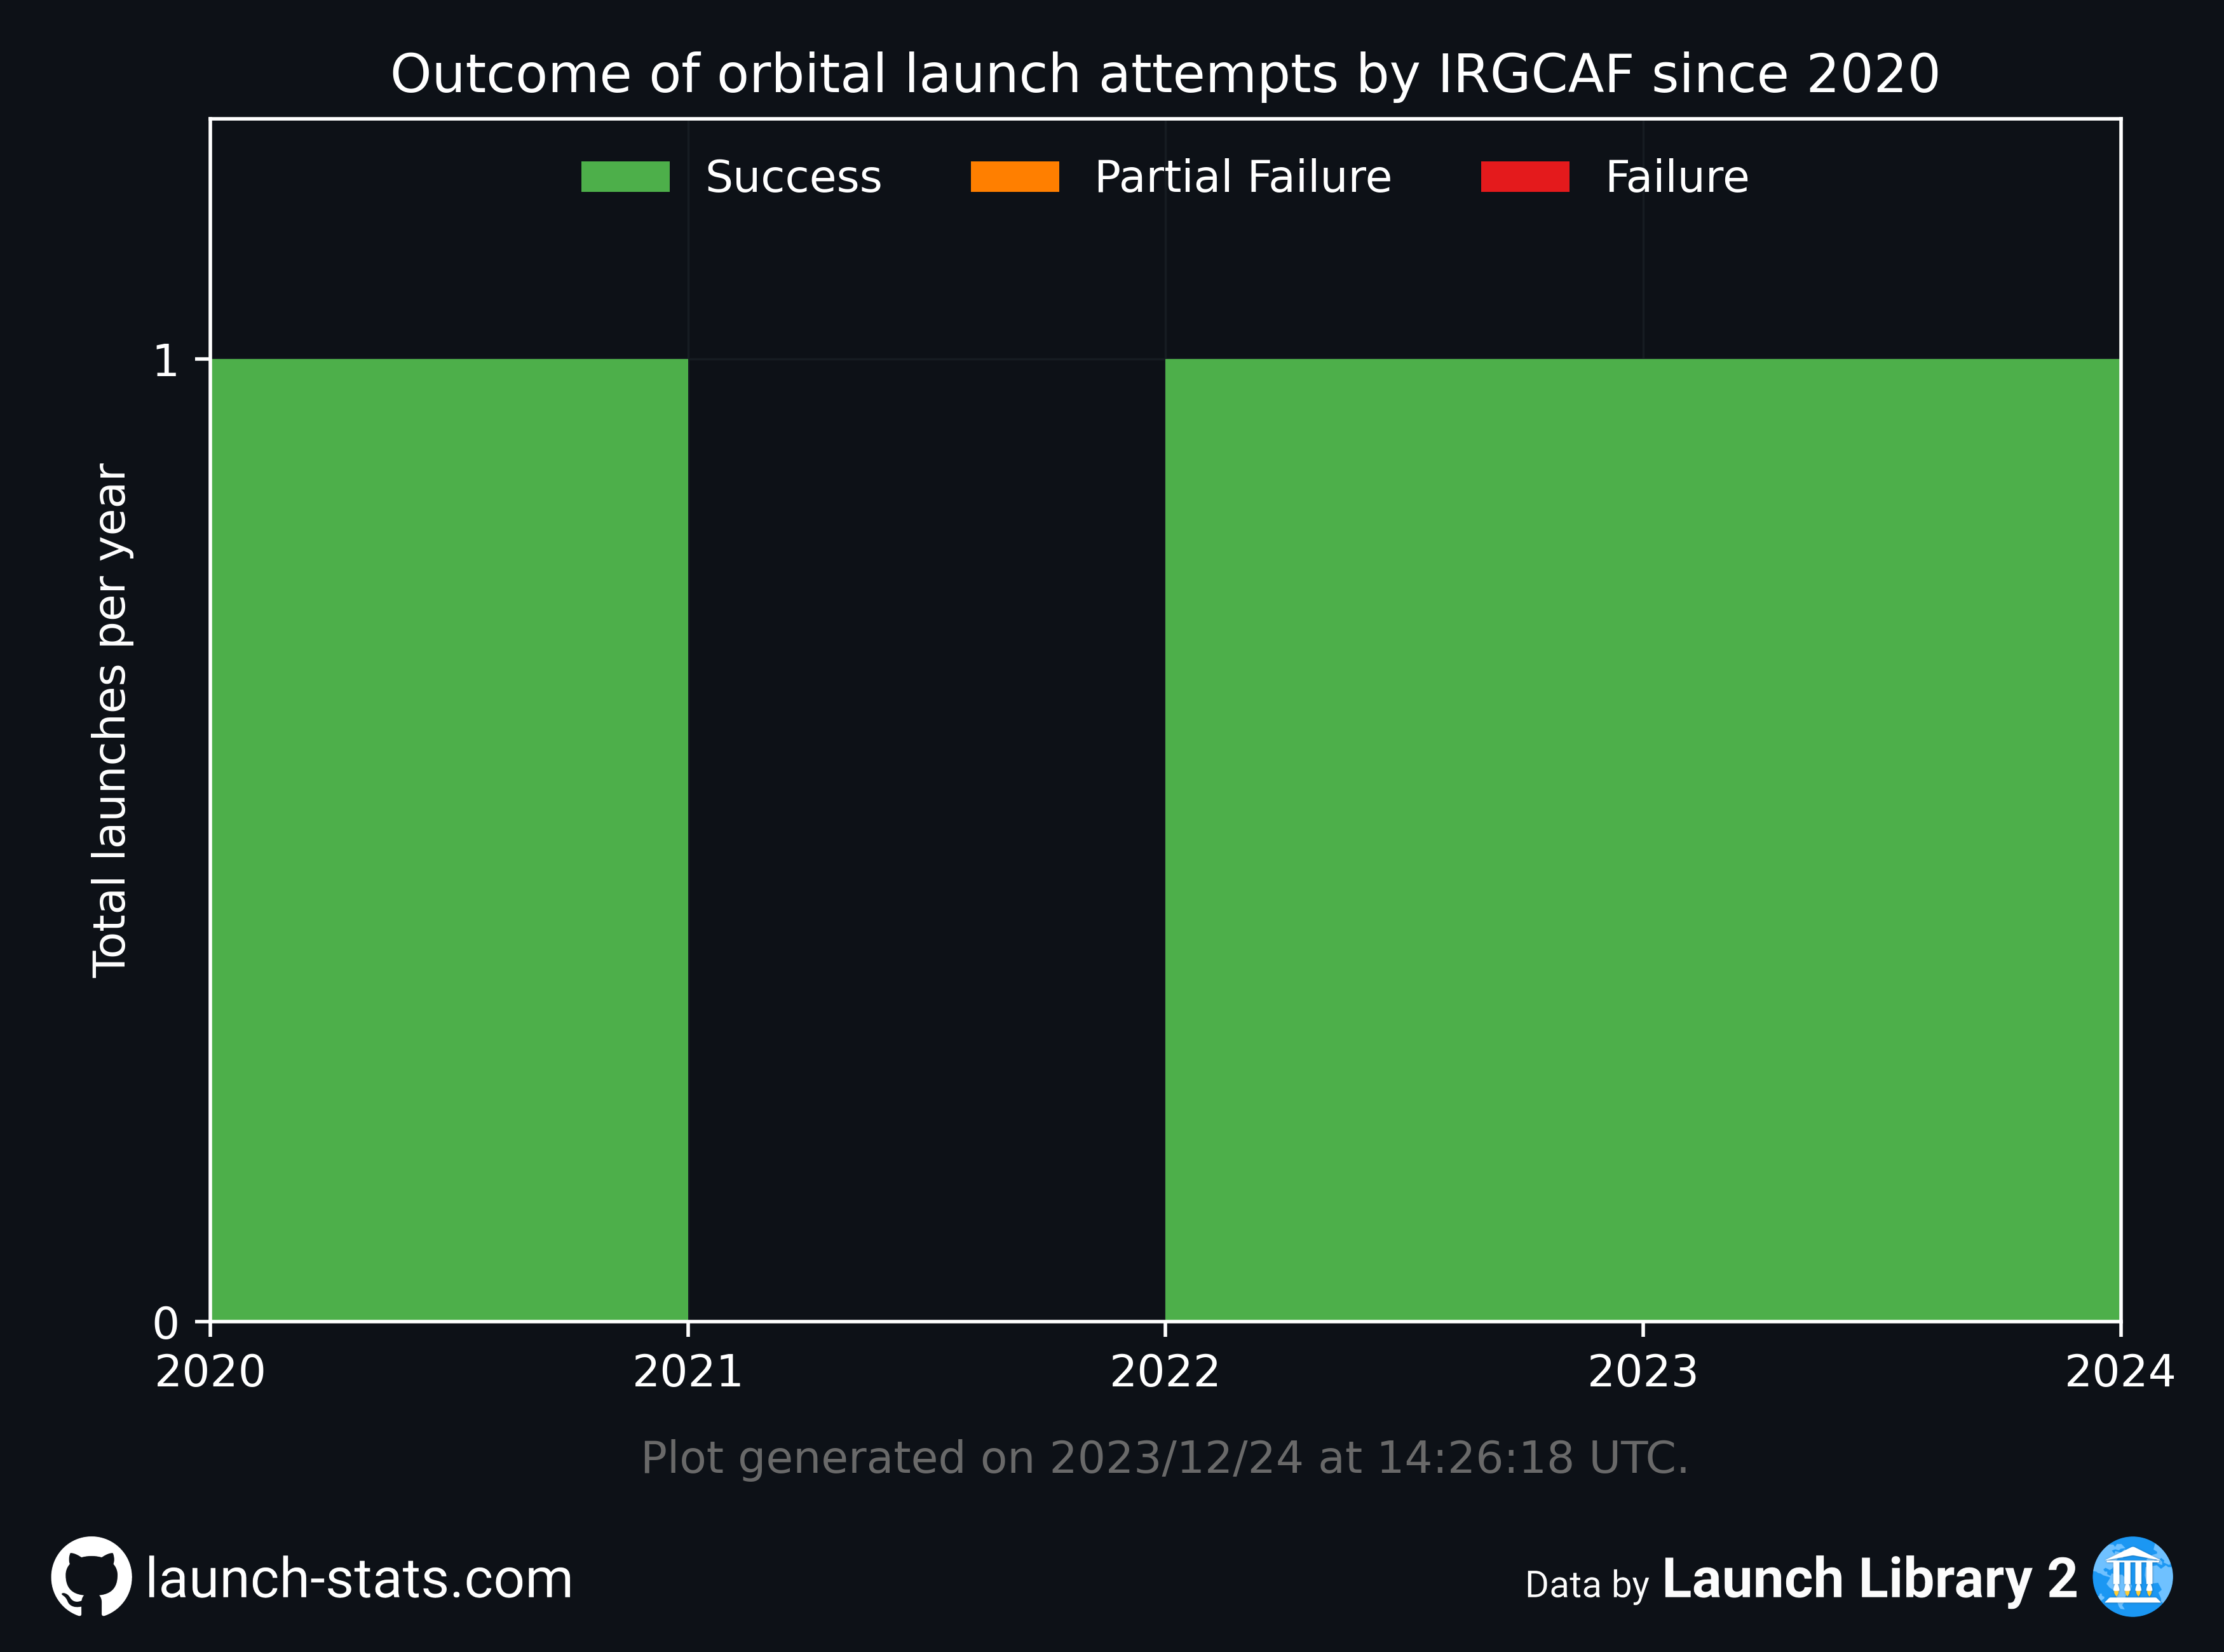 Outcome of orbital launch attempts by IRGCAF since 2020
Success Partial Failure Failure
Total launches per year
1
0
2020 2021 2022 2023 2024
Plot generated on 2023/12/24 at 14:26:18 UTC.
launch-stats.com
Data by Launch Library 2